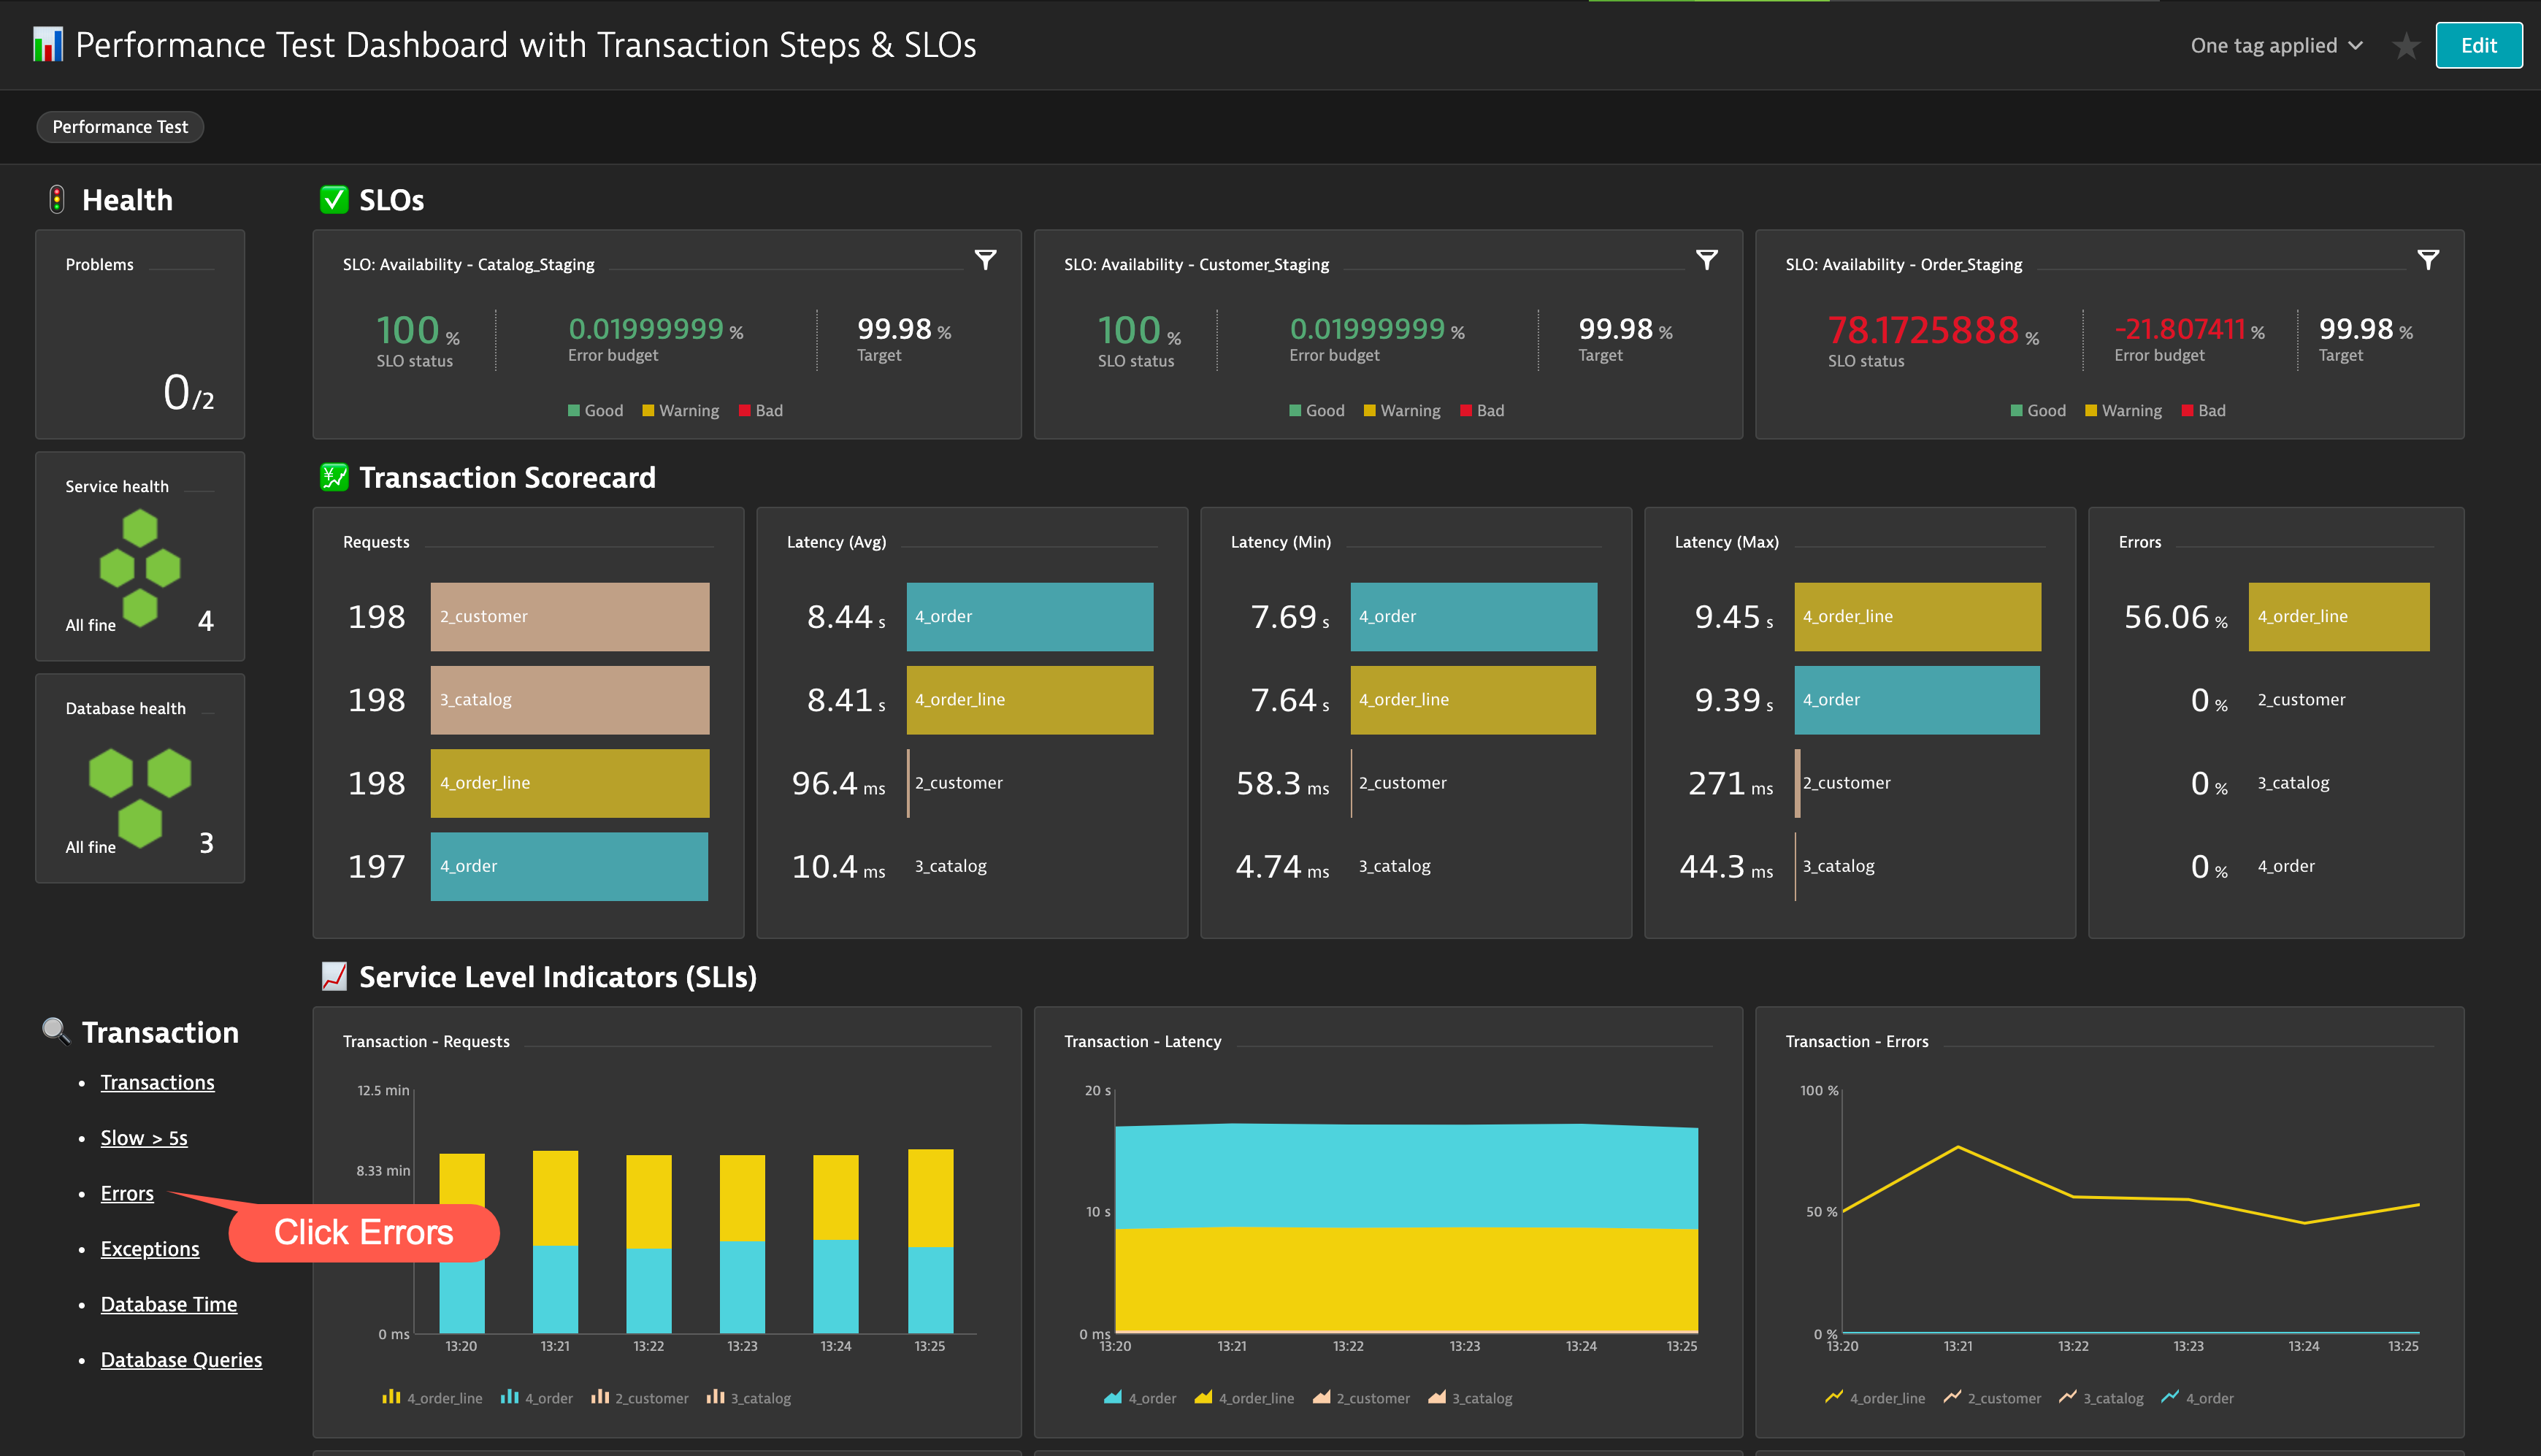 Performance Test Dashboard with Transaction Steps & SLOs
One tag applied
Edit
Performance Test
Health
Problems
0/2
Service health
All fine
4
Database health
All fine
3
SLOs
SLO: Availability - Catalog_Staging
100 %
SLO status
0.01999999 %
Error budget
99.98 %
Target
Good Warning Bad
SLO: Availability - Customer_Staging
100 %
SLO status
0.01999999 %
Error budget
99.98 %
Target
Good Warning Bad
SLO: Availability - Order_Staging
78.1725888 %
SLO status
-21.807411 %
Error budget
99.98 %
Target
Good Warning Bad
Transaction Scorecard
Requests
198 2_customer
198 3_catalog
198 4_order_line
197 4_order
Latency (Avg)
8.44 s 4_order
8.41 s 4_order_line
96.4 ms 2_customer
10.4 ms 3_catalog
Latency (Min)
7.69 s 4_order
7.64 s 4_order_line
58.3 ms 2_customer
4.74 ms 3_catalog
Latency (Max)
9.45 s 4_order_line
9.39 s 4_order
271 ms 2_customer
44.3 ms 3_catalog
Errors
56.06 % 4_order_line
0 % 2_customer
0 % 3_catalog
0 % 4_order
Transaction
Transactions
Slow > 5s
Errors
Click Errors
Exceptions
Database Time
Database Queries
Service Level Indicators (SLIs)
Transaction - Requests
12.5 min
8.33 min
0 ms
13:20 13:21 13:22 13:23 13:24 13:25
4_order_line 4_order 2_customer 3_catalog
Transaction - Latency
20 s
10 s
0 ms
13:20 13:21 13:22 13:23 13:24 13:25
4_order 4_order_line 2_customer 3_catalog
Transaction - Errors
100 %
50 %
0 %
13:20 13:21 13:22 13:23 13:24 13:25
4_order_line 2_customer 3_catalog 4_order